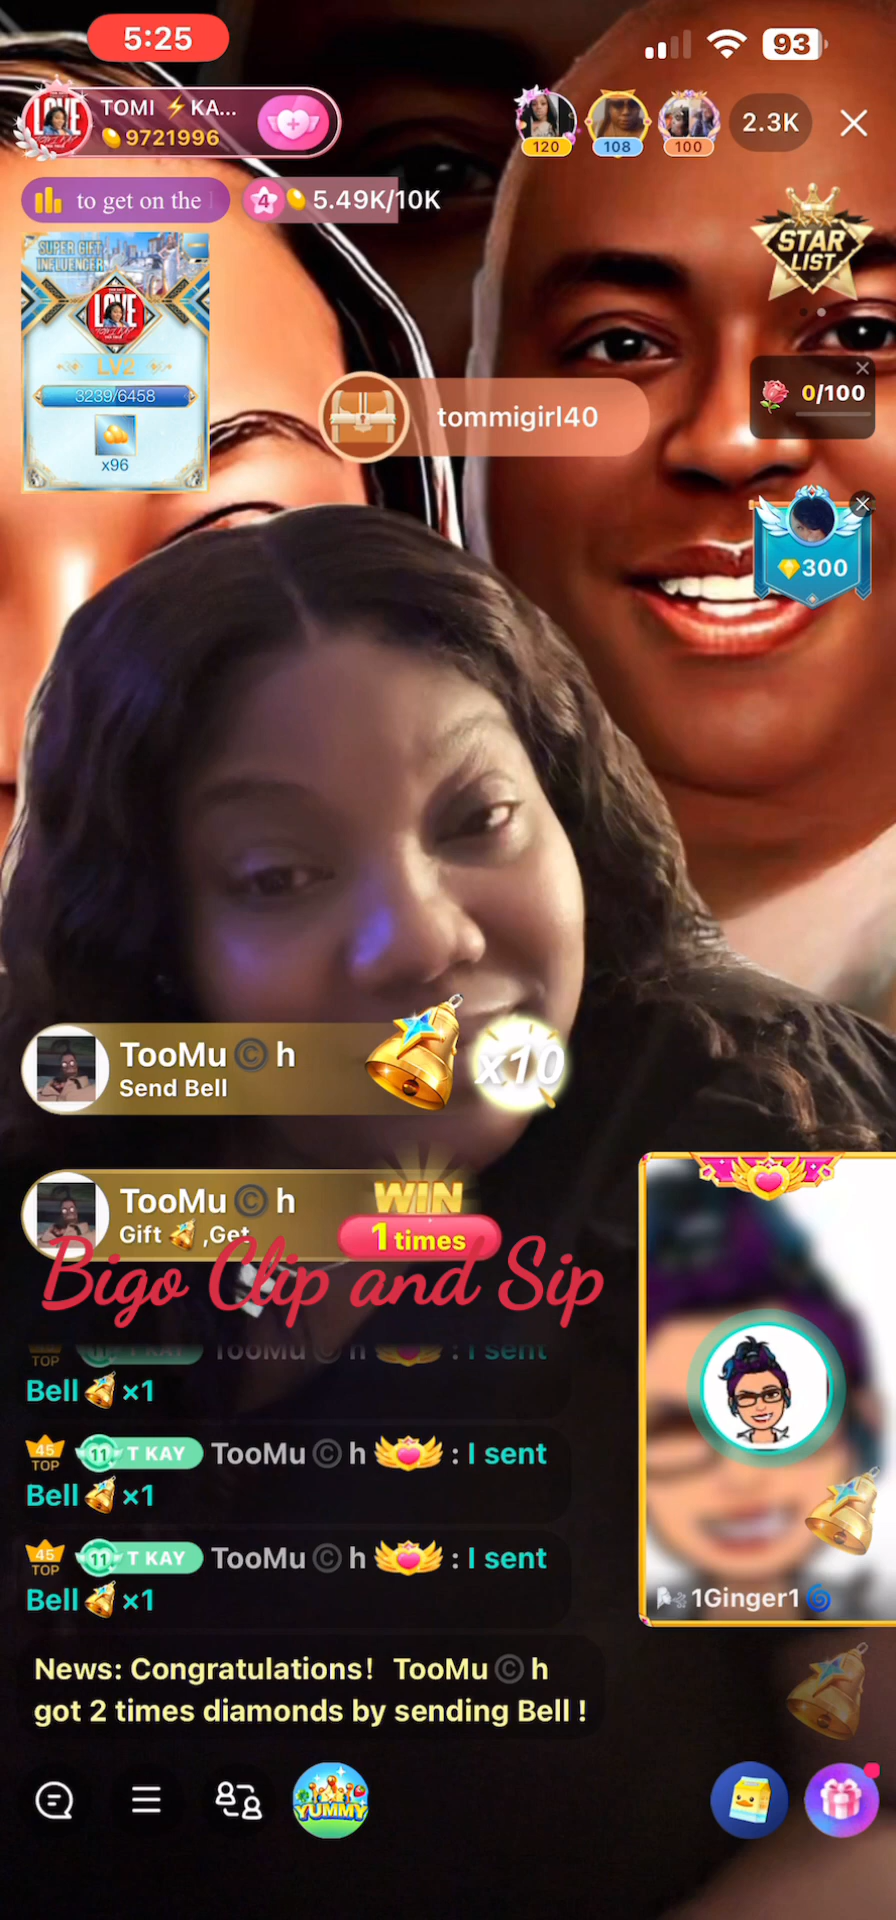 5:25
93
TOMI ⚡KA...
9721996
120
108
100
2.3K
to get on the
4
5.49K/10K
STAR
LIST
SUPER GIFT
INFLUENCER
LOVE
LV2
3239/6458
x96
tommigirl40
0/100
300
TooMu©h
Send Bell
x10
TooMu©h
Gift ,Get
WIN
1 times
Bigo Clip and Sip
TOP T KAY TooMu©h : I sent
Bell x1
45 TOP 11 T KAY TooMu©h : I sent
Bell x1
45 TOP 11 T KAY TooMu©h : I sent
Bell x1
1Ginger1
News: Congratulations! TooMu©h
got 2 times diamonds by sending Bell !
YUMMY